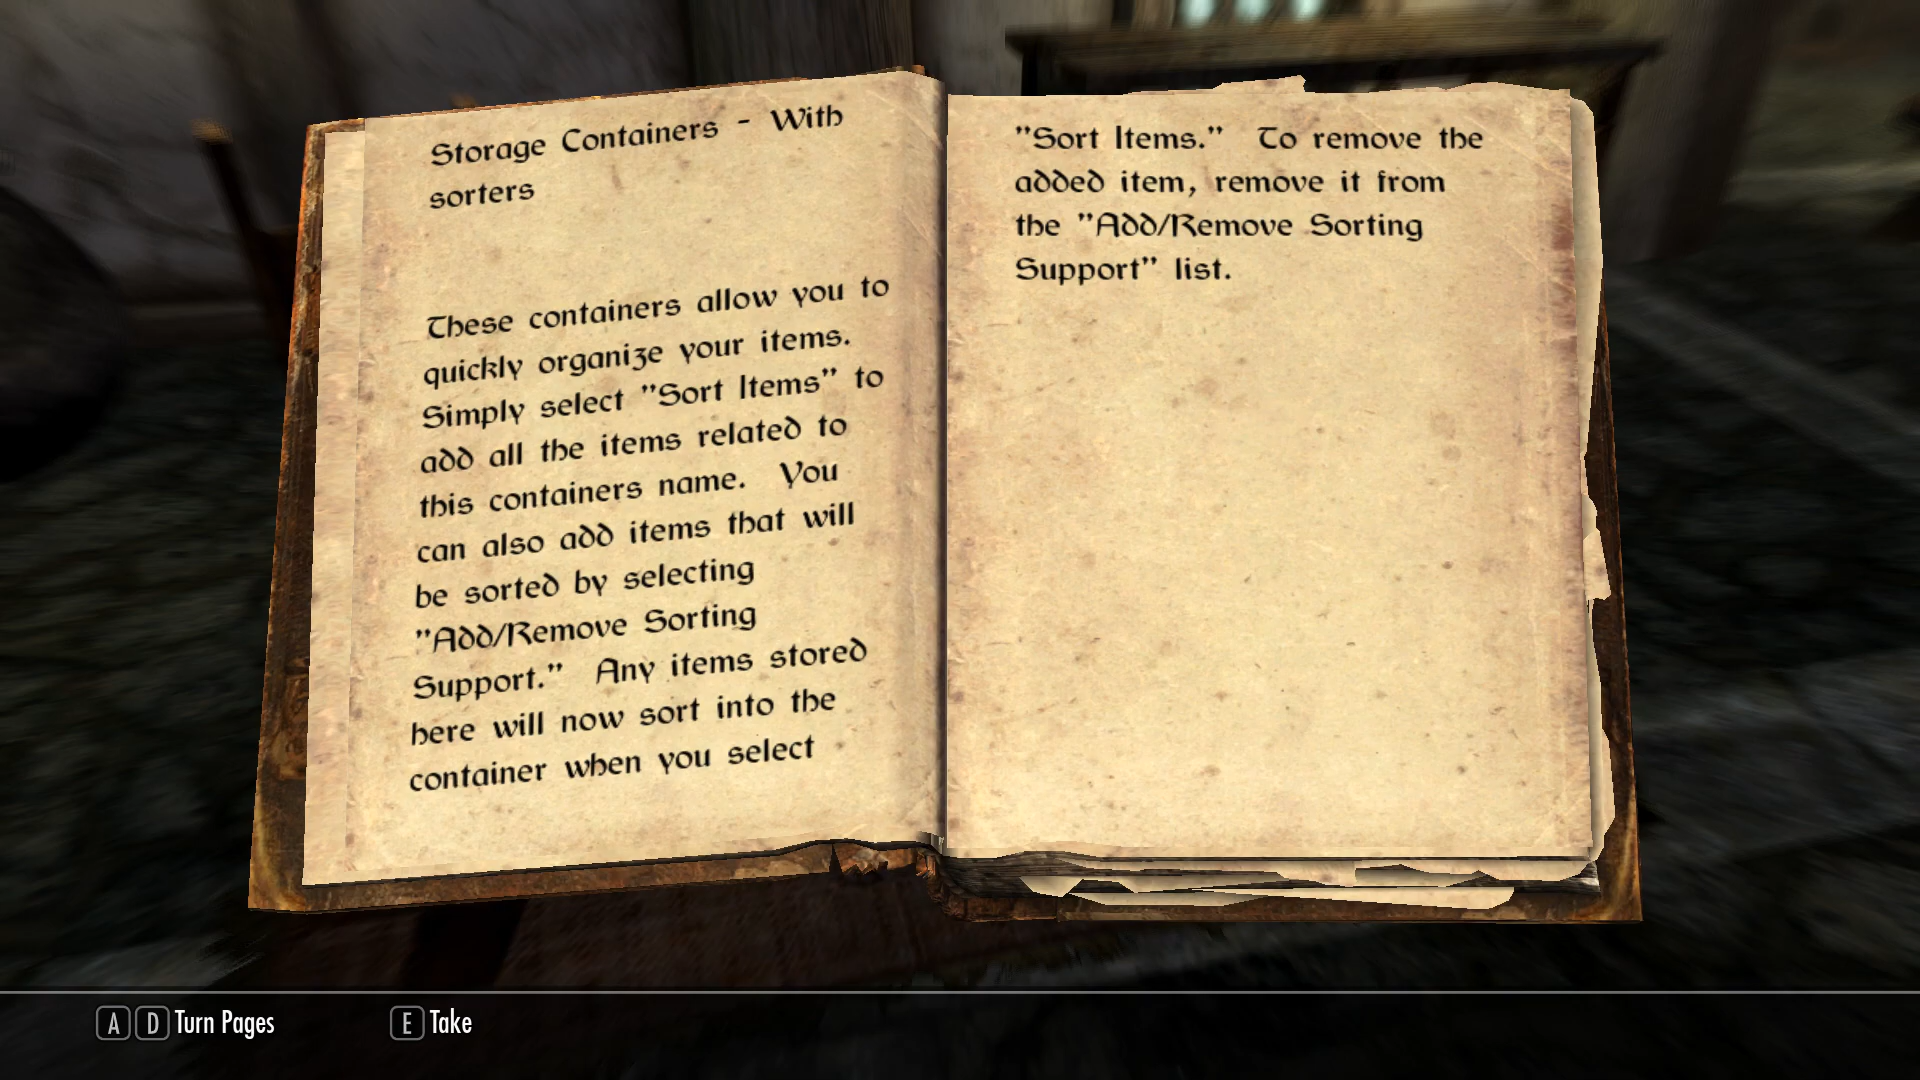 Storage Containers - With
sorters
These containers allow you to
quickly organize your items.
Simply select "Sort Items" to
add all the items related to
this containers name.  You
can also add items that will
be sorted by selecting
"Add/Remove Sorting
Support."  Any items stored
here will now sort into the
container when you select
"Sort Items."  To remove the
added item, remove it from
the "Add/Remove Sorting
Support" list.
A D Turn Pages
E Take